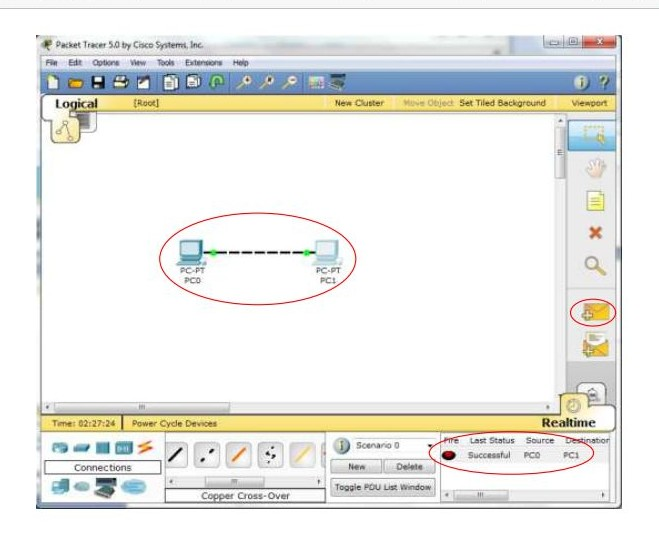 Packet Tracer 5.0 by Cisco Systems, Inc.
File Edit Options View Tools Extensions Help
Logical [Root] New Cluster Move Object Set Tiled Background Viewport
PC-PT PC-PT
PC0 PC1
Time: 02:27:24 Power Cycle Devices Realtime
Scenario 0 Fire Last Status Source Destination
Successful PC0 PC1
Connections New Delete
Toggle PDU List Window
Copper Cross-Over